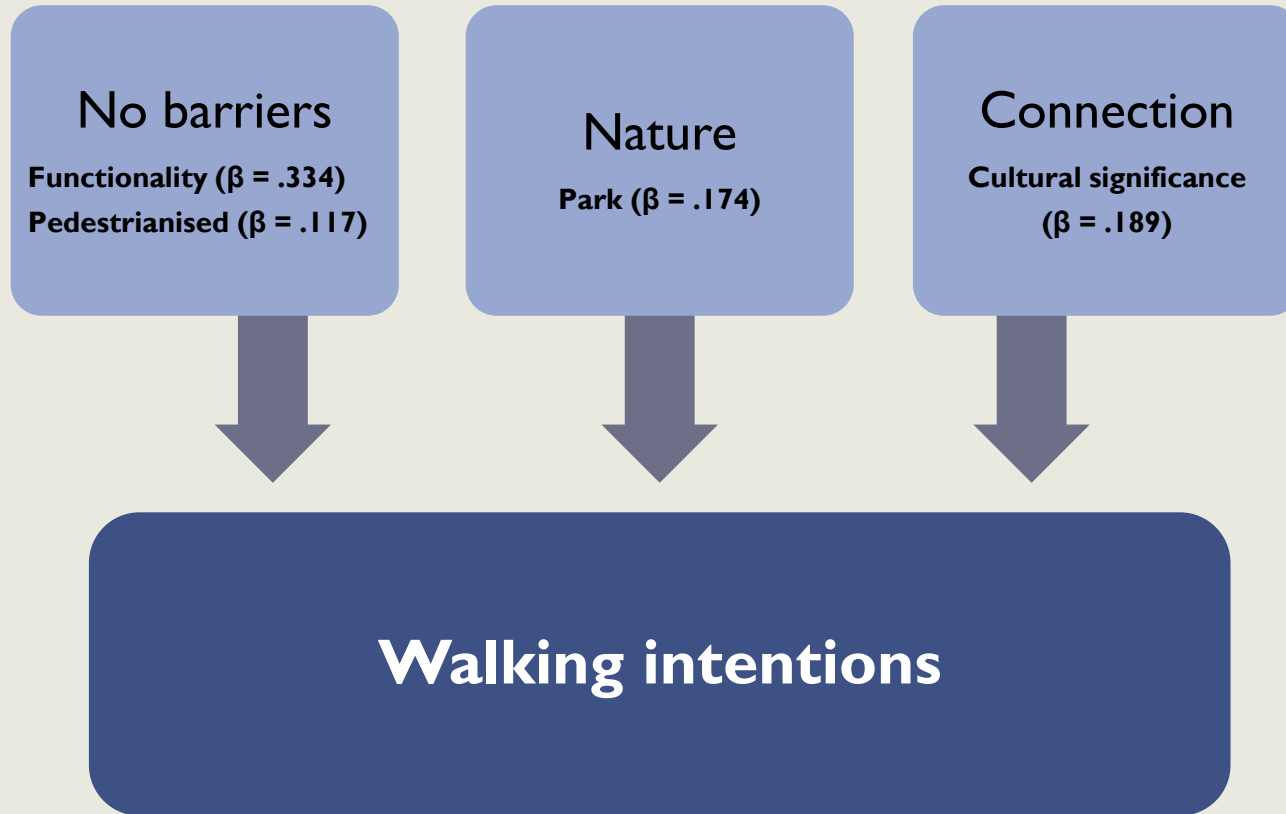 No barriers
Functionality (β = .334)
Pedestrianised (β = .117)
Nature
Park (β = .174)
Connection
Cultural significance
(β = .189)
Walking intentions